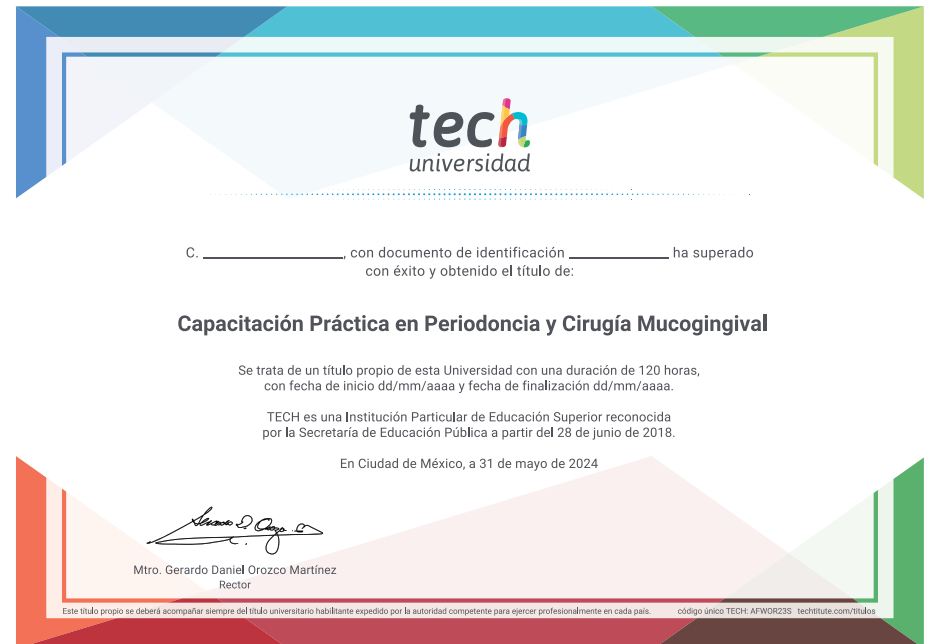 tech
universidad
C. ____________, con documento de identificación ____________ ha superado
con éxito y obtenido el título de:
Capacitación Práctica en Periodoncia y Cirugía Mucogingival
Se trata de un título propio de esta Universidad con una duración de 120 horas,
con fecha de inicio dd/mm/aaaa y fecha de finalización dd/mm/aaaa.
TECH es una Institución Particular de Educación Superior reconocida
por la Secretaría de Educación Pública a partir del 28 de junio de 2018.
En Ciudad de México, a 31 de mayo de 2024
Mtro. Gerardo Daniel Orozco Martínez
Rector
Este título propio se deberá acompañar siempre del título universitario habilitante expedido por la autoridad competente para ejercer profesionalmente en cada país. código único TECH: AFWOR23S techtitute.com/titulos